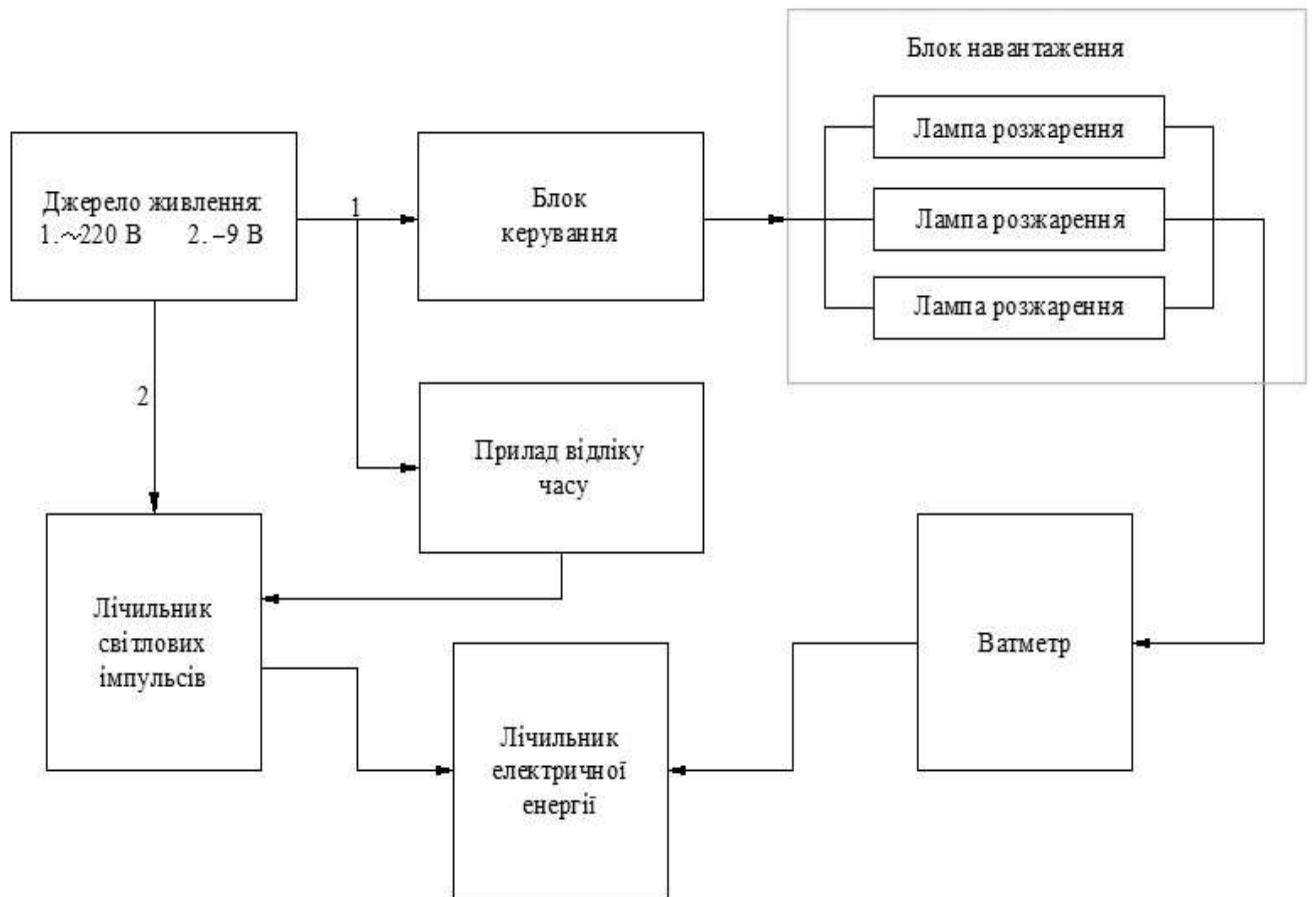 Блок навантаження
Лампа розжарення
Лампа розжарення
Лампа розжарення
Джерело живлення:
1.~220 В 2. –9 В
1
Блок
керування
2
Прилад відліку
часу
Лічильник
світлових
імпульсів
Лічильник
електричної
енергії
Ватметр